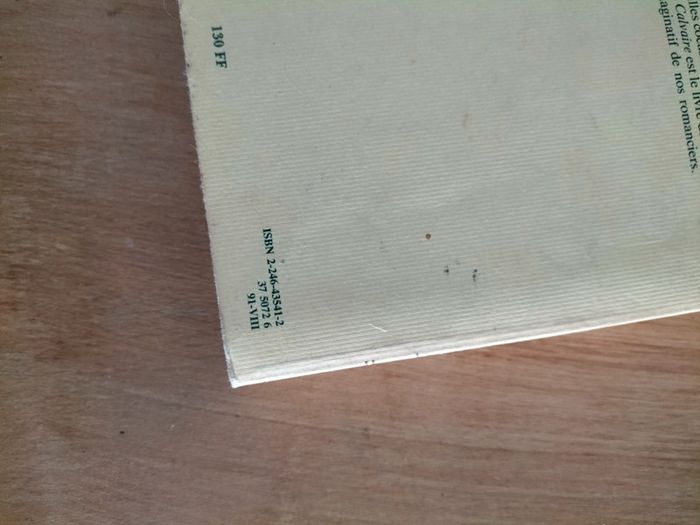 Calvaire est le livre
aginatif de nos romanciers.
130 FF
ISBN 2-246-43541-2
37 5072 6
91-VIII